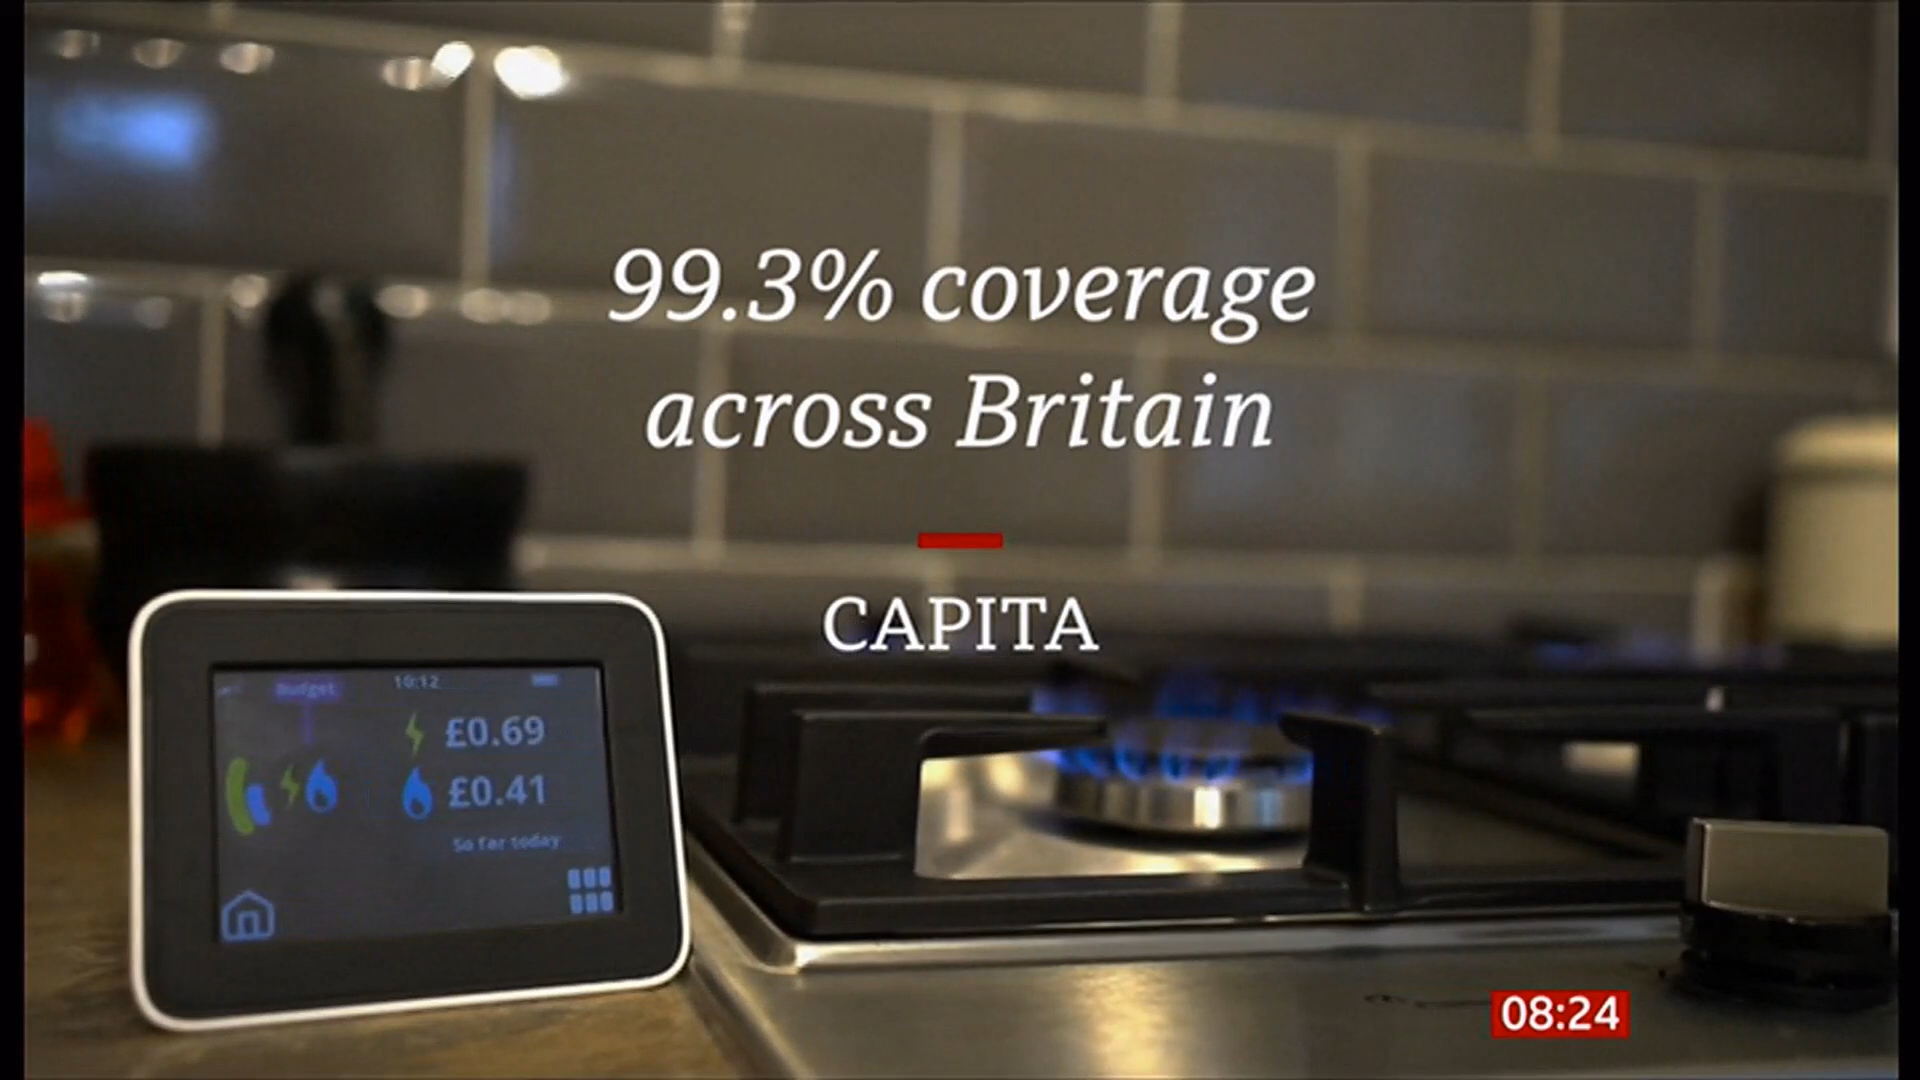 99.3% coverage
across Britain
CAPITA
Budget
10:12
£0.69
£0.41
So far today
08:24